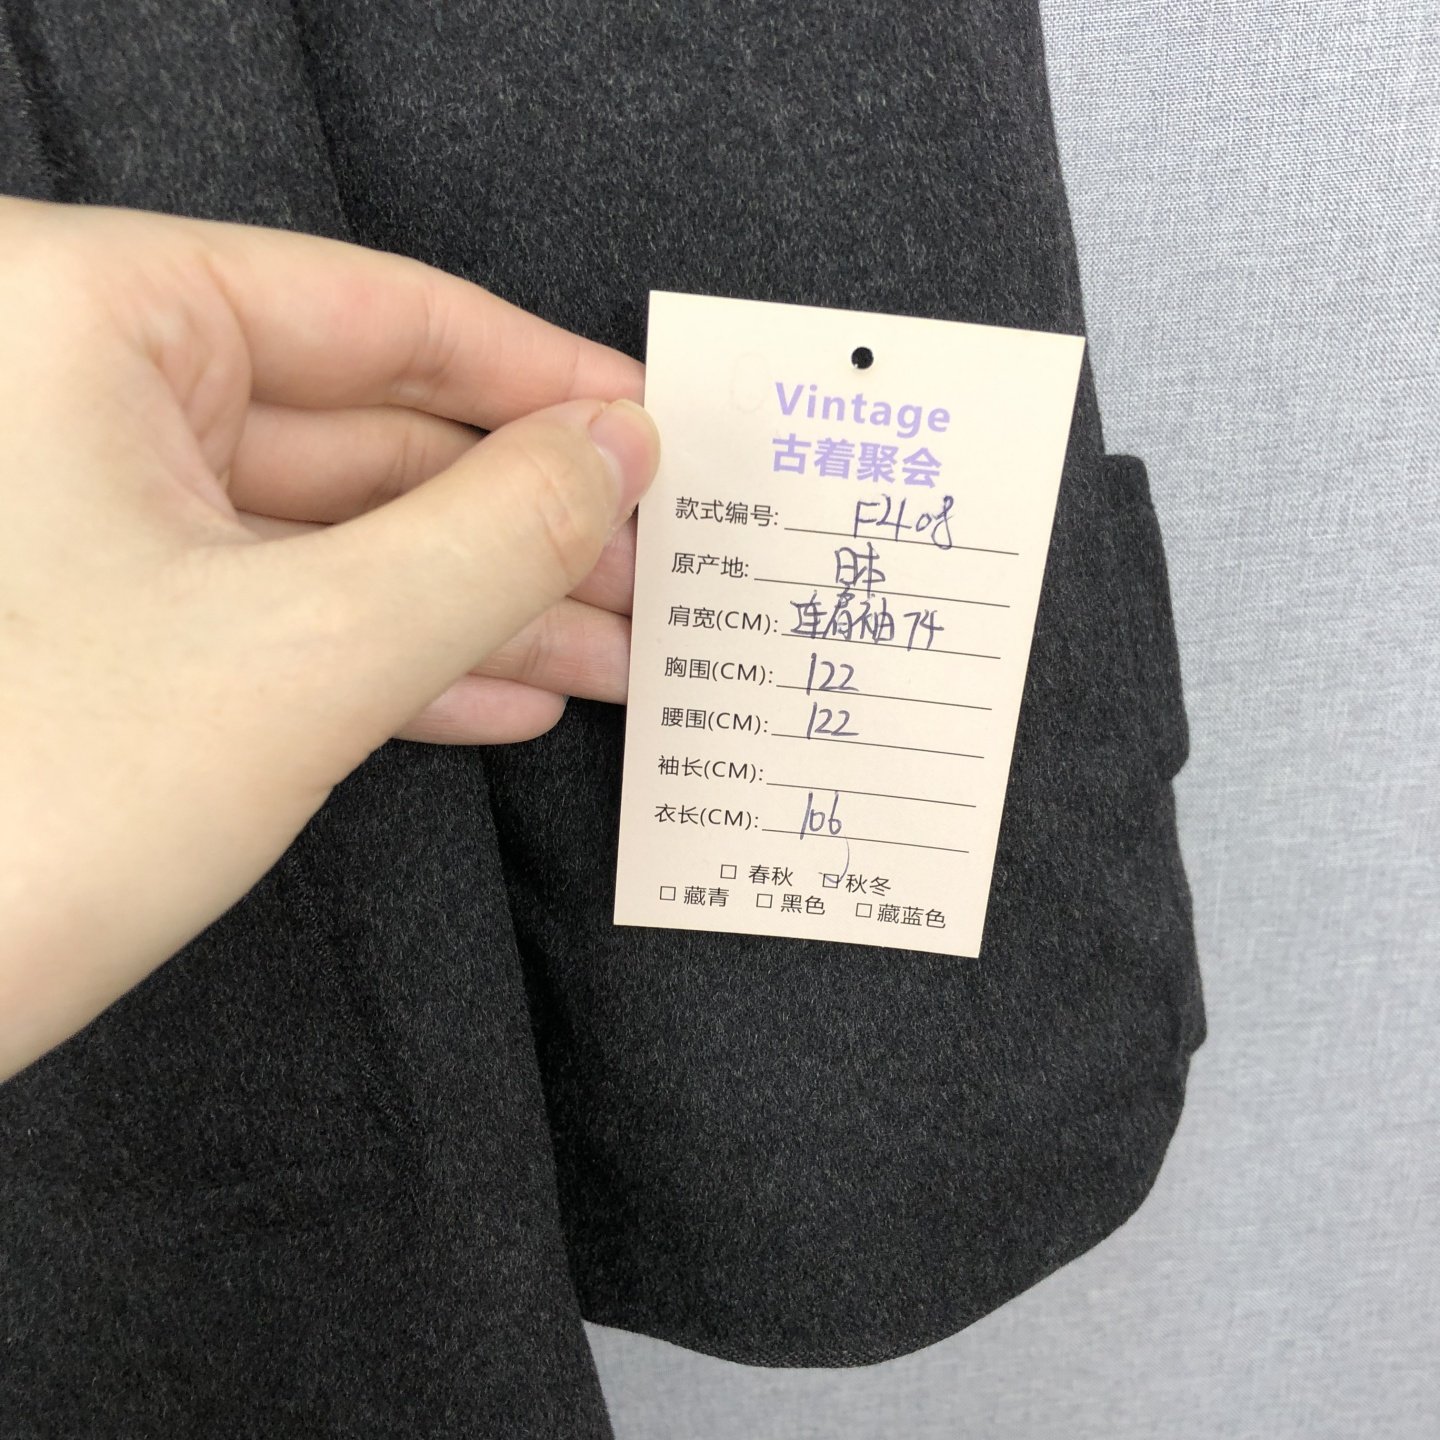 Vintage
古着聚会
款式编号: F408
原产地: 日本
肩宽(CM): 连肩袖74
胸围(CM): 122
腰围(CM): 122
袖长(CM):
衣长(CM): 106
□ 春秋 □ 秋冬
□ 藏青 □ 黑色 □ 藏蓝色